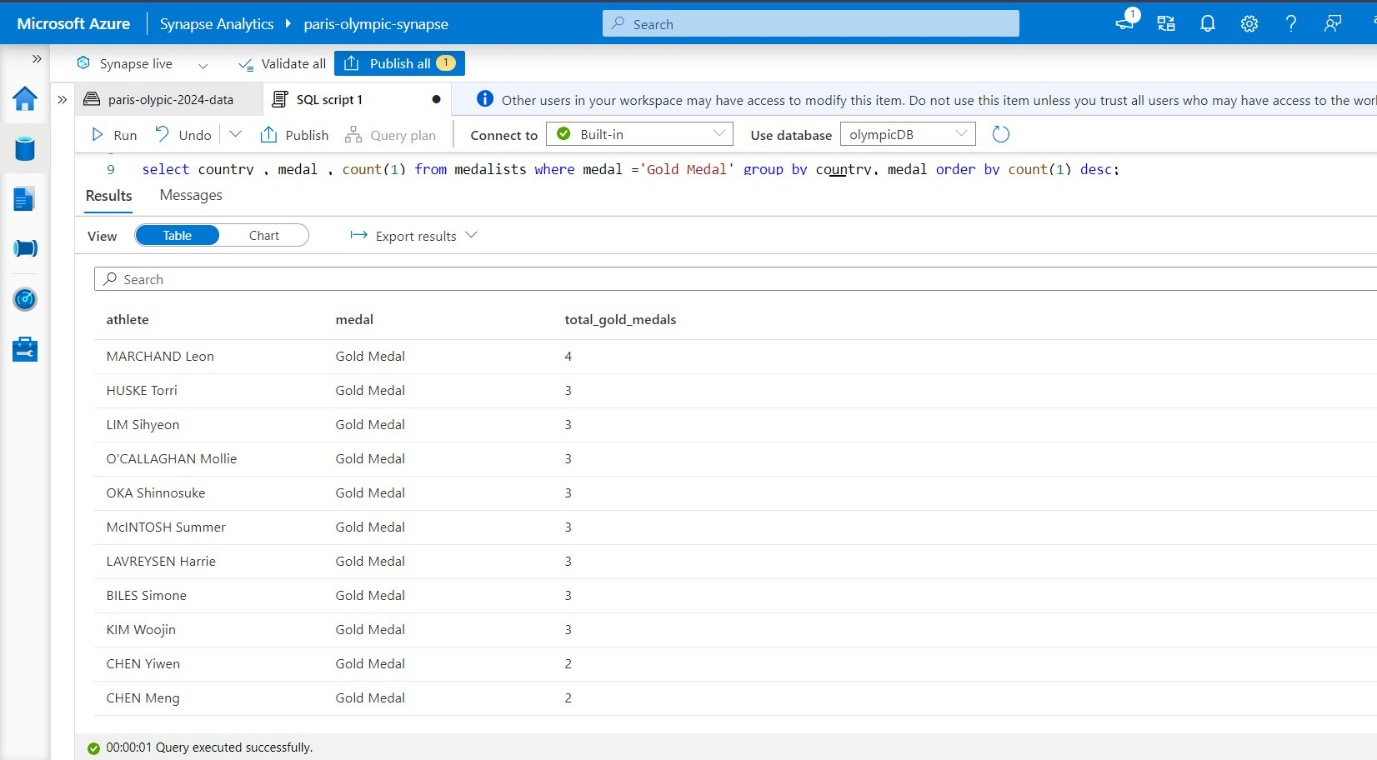 Microsoft Azure Synapse Analytics paris-olympic-synapse Search 1
Synapse live Validate all Publish all 1
paris-olypic-2024-data SQL script 1 Other users in your workspace may have access to modify this item. Do not use this item unless you trust all users who may have access to the
Run Undo Publish Query plan Connect to Built-in Use database olympicDB
9 select country , medal , count(1) from medalists where medal ='Gold Medal' group by country, medal order by count(1) desc;
Results Messages
View Table Chart Export results
Search
athlete medal total_gold_medals
MARCHAND Leon Gold Medal 4
HUSKE Torri Gold Medal 3
LIM Sihyeon Gold Medal 3
O'CALLAGHAN Mollie Gold Medal 3
OKA Shinnosuke Gold Medal 3
McINTOSH Summer Gold Medal 3
LAVREYSEN Harrie Gold Medal 3
BILES Simone Gold Medal 3
KIM Woojin Gold Medal 3
CHEN Yiwen Gold Medal 2
CHEN Meng Gold Medal 2
00:00:01 Query executed successfully.